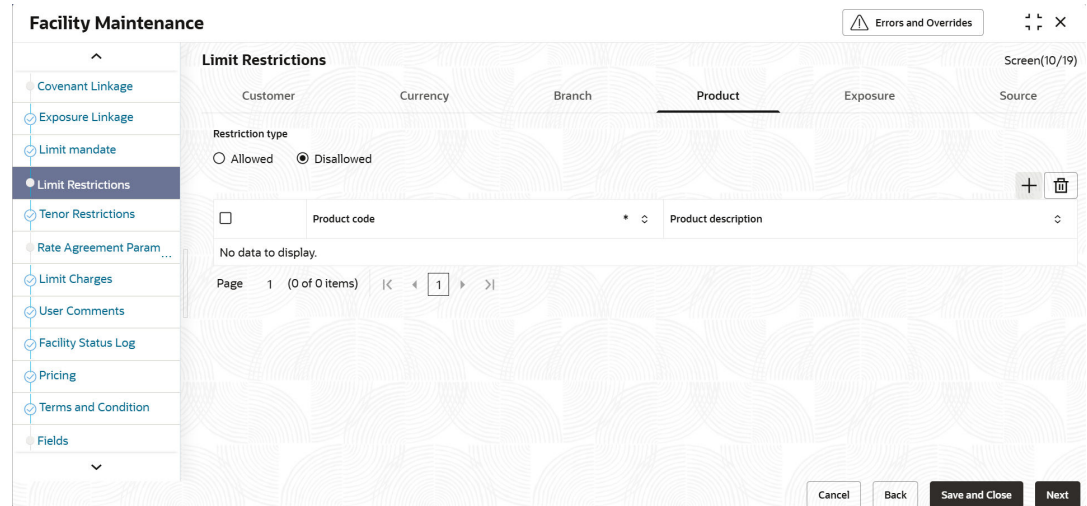 Facility Maintenance
Errors and Overrides
Covenant Linkage
Exposure Linkage
Limit mandate
Limit Restrictions
Tenor Restrictions
Rate Agreement Param...
Limit Charges
User Comments
Facility Status Log
Pricing
Terms and Condition
Fields
Limit Restrictions
Screen(10/19)
Customer Currency Branch Product Exposure Source
Restriction type
Allowed Disallowed
Product code * Product description
No data to display.
Page 1 (0 of 0 items) 1
Cancel Back Save and Close Next